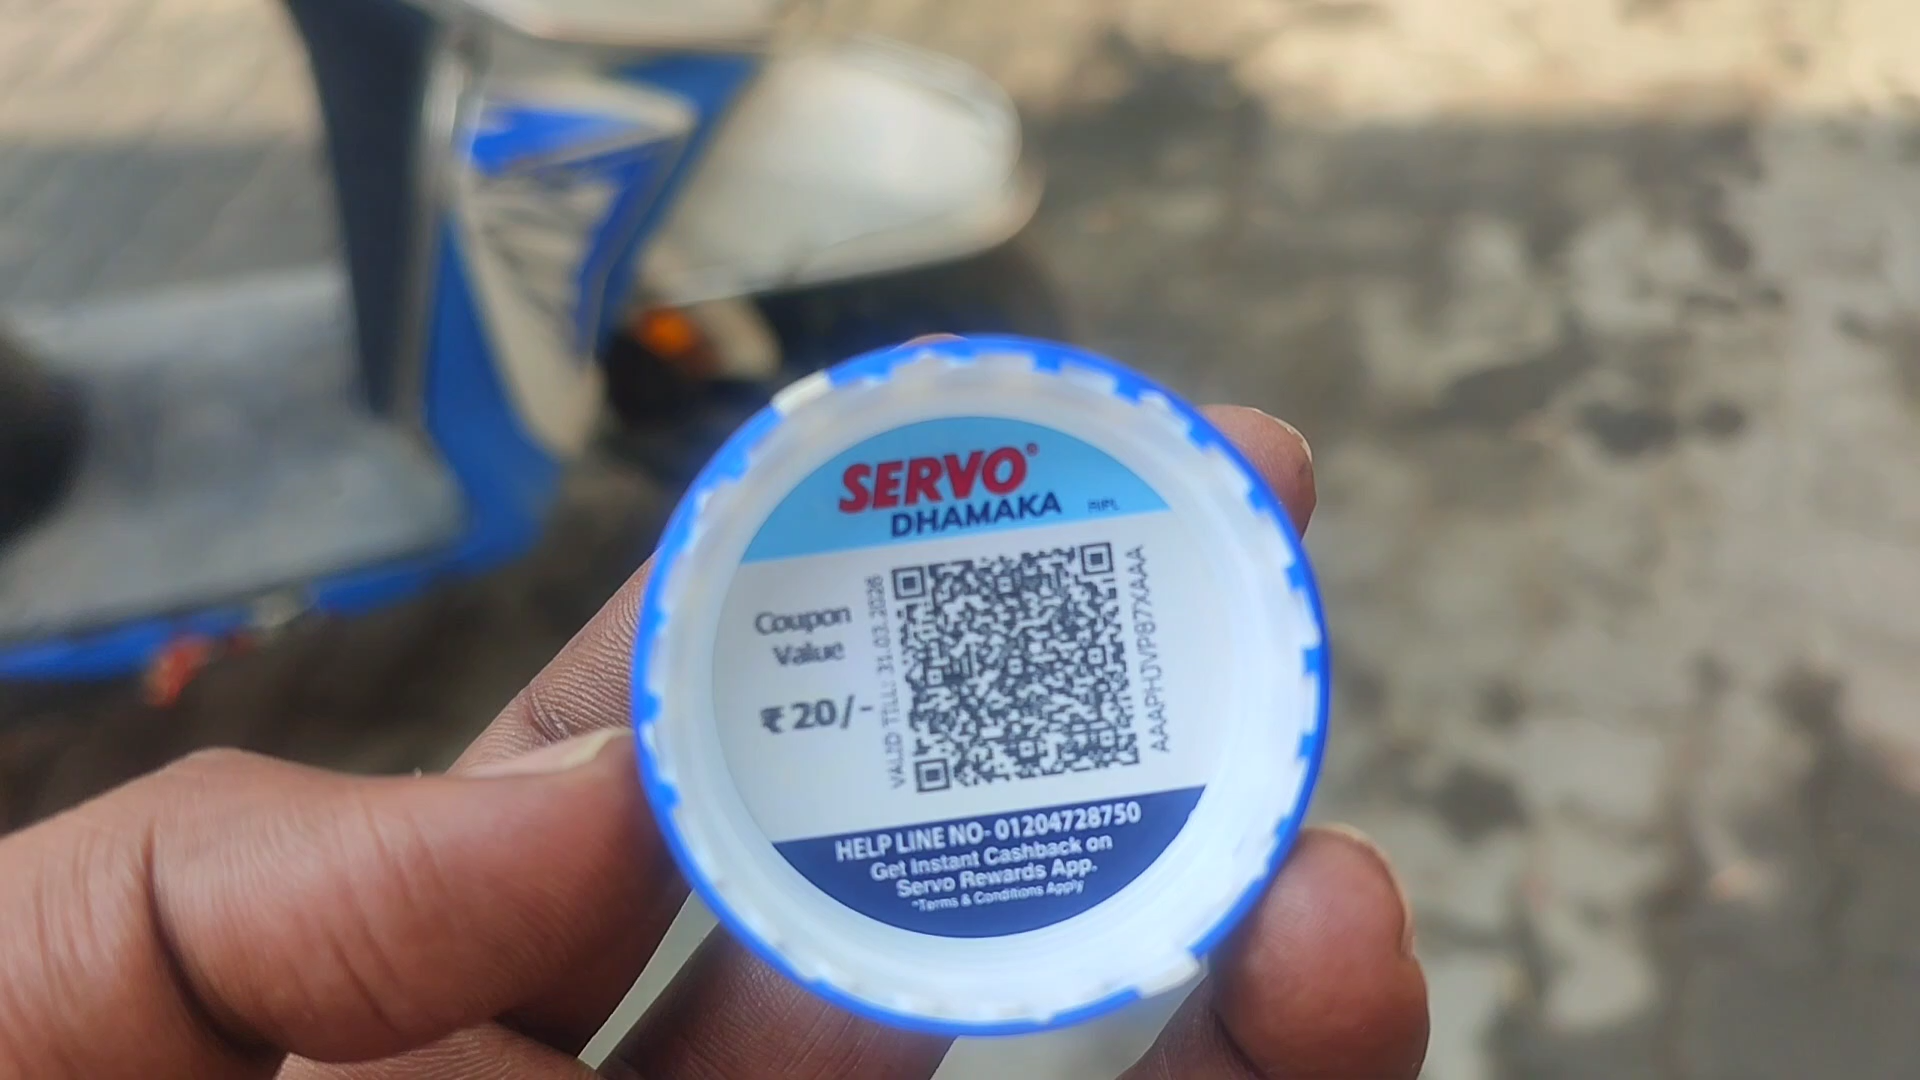 SERVO®
DHAMAKA
RIPL
Coupon
Value
₹ 20/-
VALID TILL: 31.03.2026
HELP LINE NO- 01204728750
Get Instant Cashback on
Servo Rewards App.
*Terms & Conditions Apply